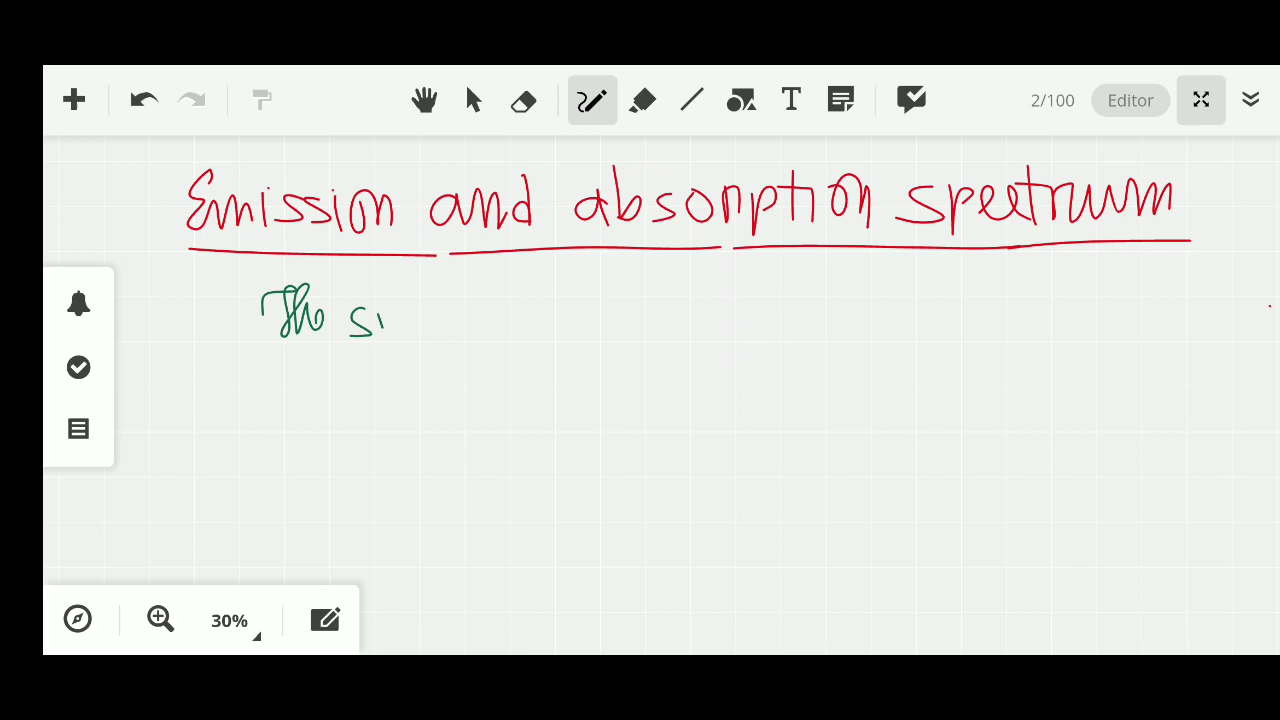 2/100 Editor
Emission and absorption spectrum
The
30%